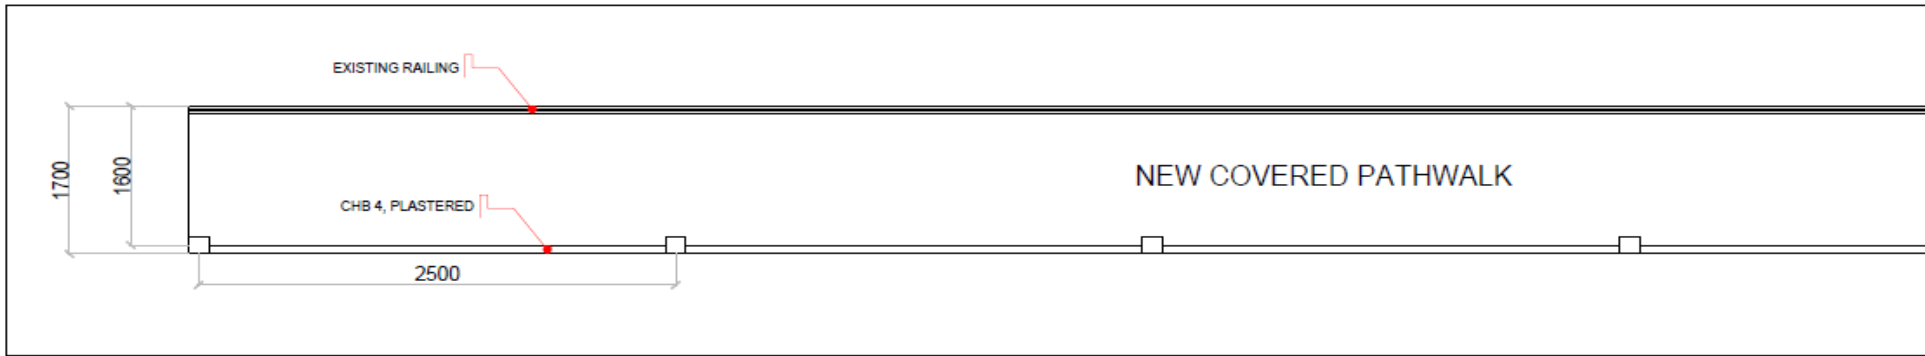 EXISTING RAILING
1700
1600
NEW COVERED PATHWALK
CHB 4, PLASTERED
2500